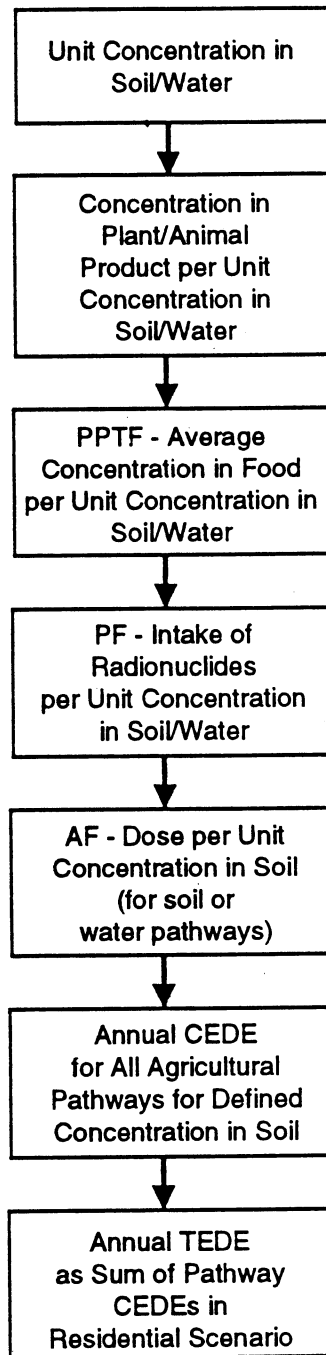 Unit Concentration in
Soil/Water
Concentration in
Plant/Animal
Product per Unit
Concentration in
Soil/Water
PPTF - Average
Concentration in Food
per Unit Concentration in
Soil/Water
PF - Intake of
Radionuclides
per Unit Concentration
in Soil/Water
AF - Dose per Unit
Concentration in Soil
(for soil or
water pathways)
Annual CEDE
for All Agricultural
Pathways for Defined
Concentration in Soil
Annual TEDE
as Sum of Pathway
CEDEs in
Residential Scenario